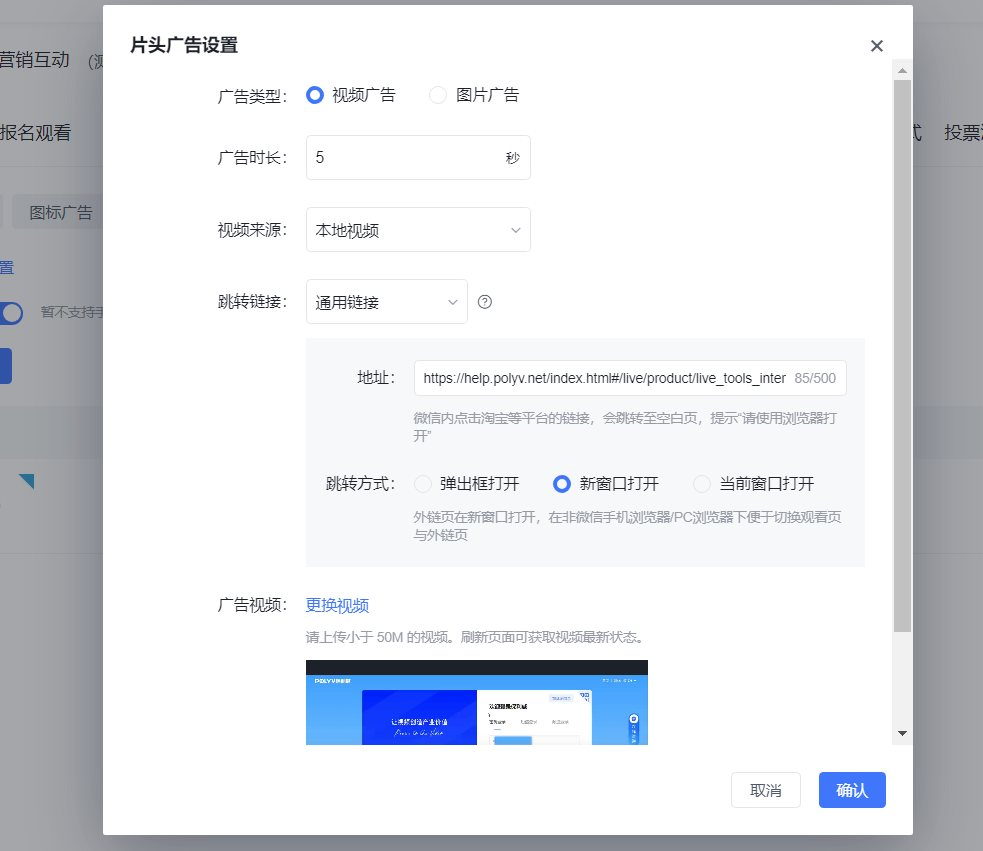 片头广告设置
营销互动
报名观看
投票
广告类型:
视频广告
图片广告
广告时长:
5
秒
图标广告
视频来源:
本地视频
置
跳转链接:
通用链接
暂不支持手
地址:
https://help.polyv.net/index.html#/live/product/live_tools_inter
85/500
微信内点击淘宝等平台的链接，会跳转至空白页，提示“请使用浏览器打
开”
跳转方式:
弹出框打开
新窗口打开
当前窗口打开
外链页在新窗口打开，在非微信手机浏览器/PC浏览器下便于切换观看页
与外链页
广告视频:
更换视频
请上传小于 50M 的视频。刷新页面可获取视频最新状态。
让视频创造产业价值
取消
确认